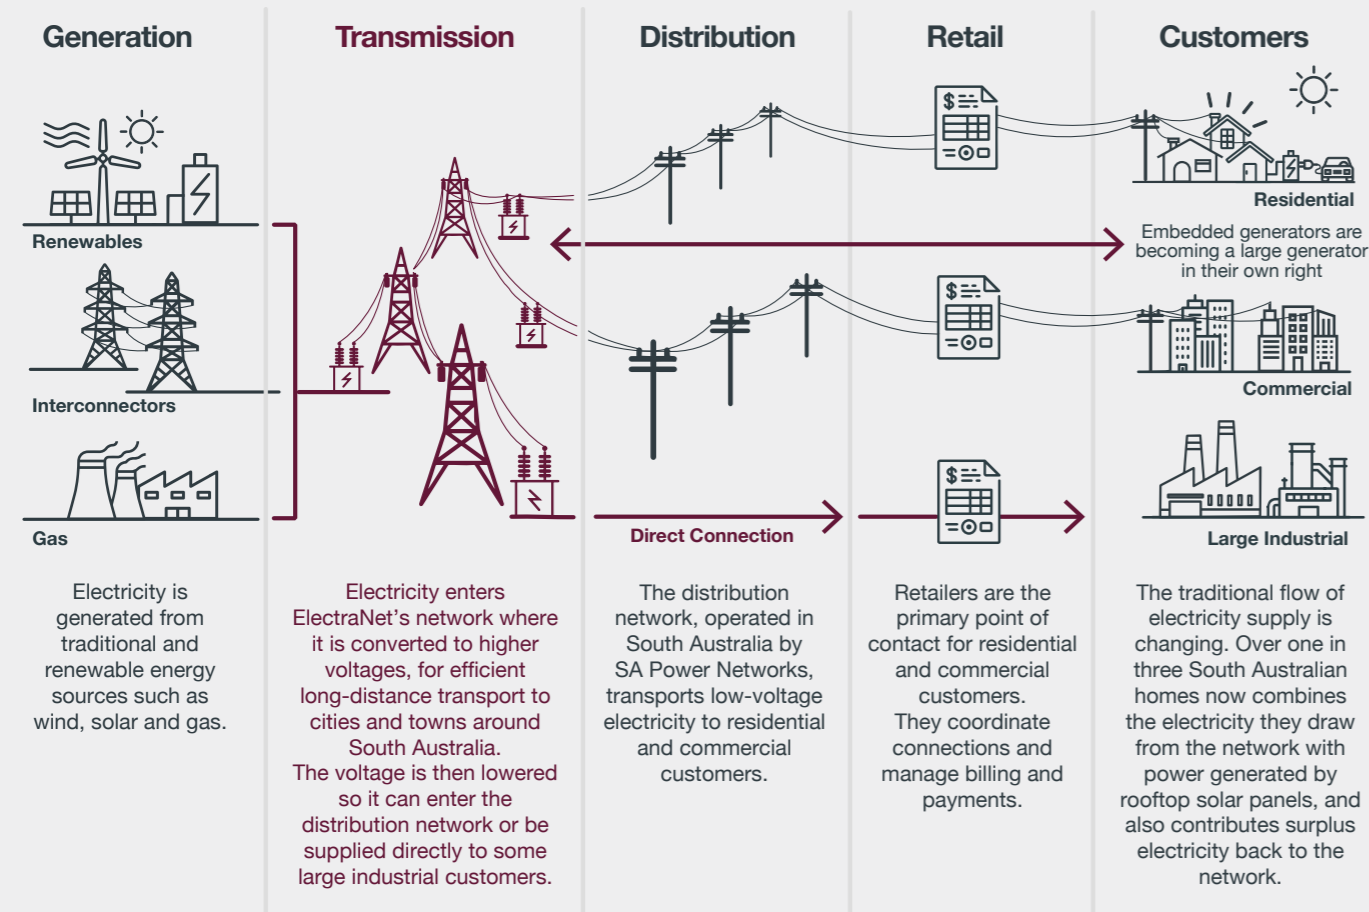 Generation
Transmission
Distribution
Retail
Customers
Renewables
Interconnectors
Gas
$
$
$
Direct Connection
Residential
Embedded generators are
becoming a large generator
in their own right
Commercial
Large Industrial
Electricity is
generated from
traditional and
renewable energy
sources such as
wind, solar and gas.
Electricity enters
ElectraNet’s network where
it is converted to higher
voltages, for efficient
long-distance transport to
cities and towns around
South Australia.
The voltage is then lowered
so it can enter the
distribution network or be
supplied directly to some
large industrial customers.
The distribution
network, operated in
South Australia by
SA Power Networks,
transports low-voltage
electricity to residential
and commercial
customers.
Retailers are the
primary point of
contact for residential
and commercial
customers.
They coordinate
connections and
manage billing and
payments.
The traditional flow of
electricity supply is
changing. Over one in
three South Australian
homes now combines
the electricity they draw
from the network with
power generated by
rooftop solar panels, and
also contributes surplus
electricity back to the
network.